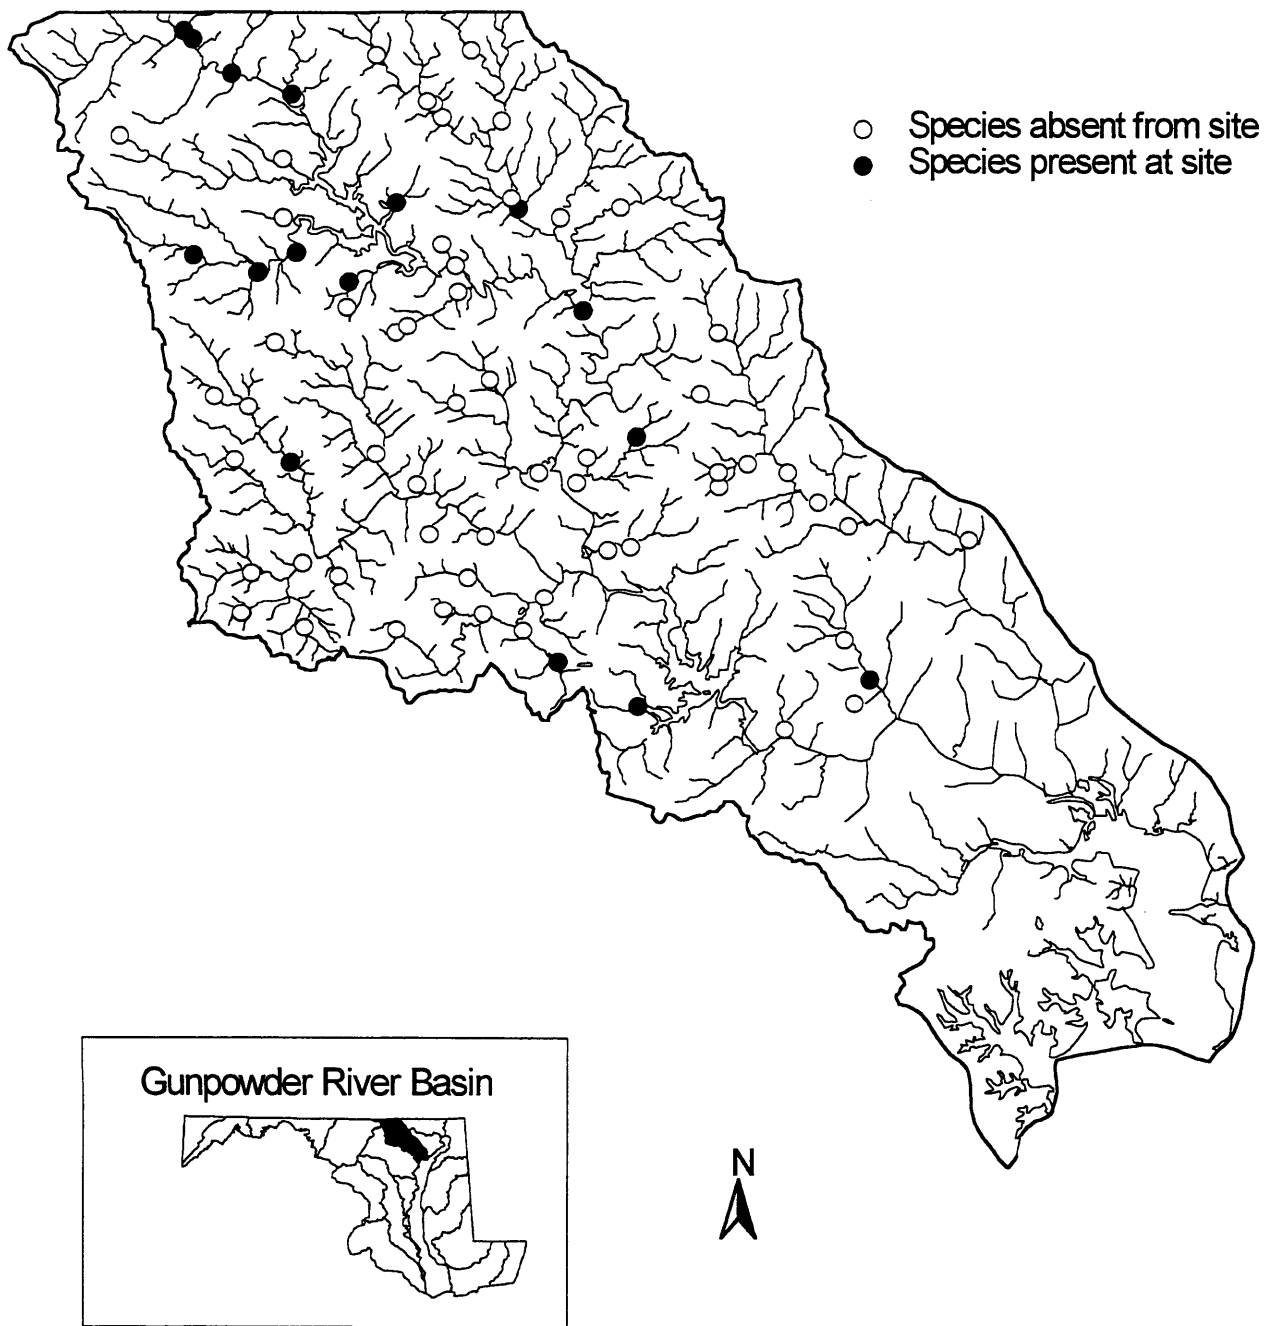 Species absent from site
Species present at site
Gunpowder River Basin
N